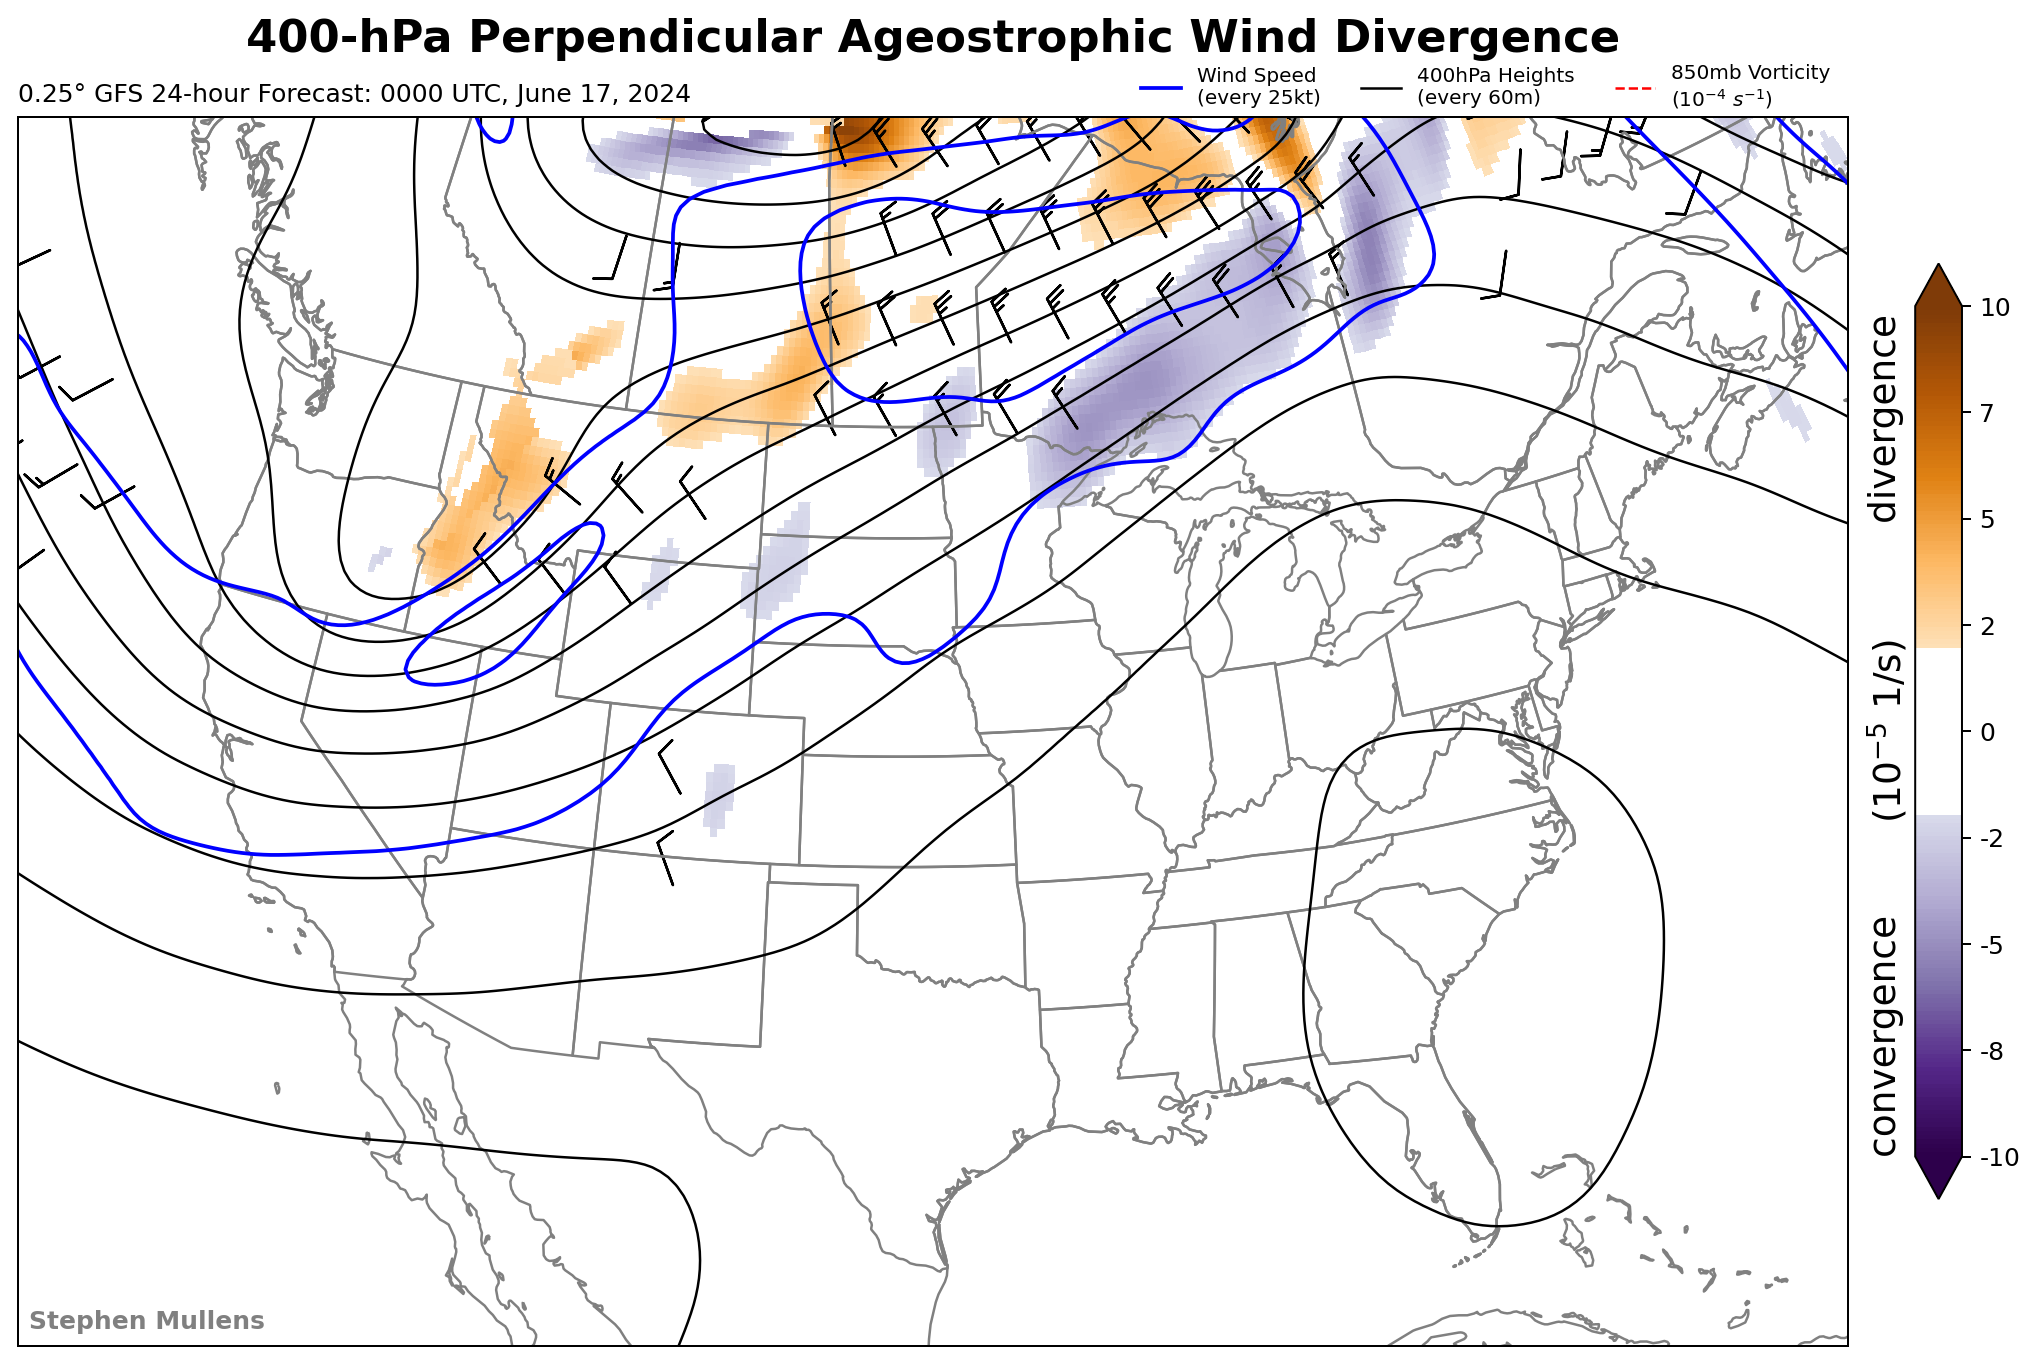 400-hPa Perpendicular Ageostrophic Wind Divergence
0.25° GFS 24-hour Forecast: 0000 UTC, June 17, 2024
Wind Speed
(every 25kt)
400hPa Heights
(every 60m)
850mb Vorticity
(10⁻⁴ s⁻¹)
10
7
5
2
0
-2
-5
-8
-10
convergence (10⁻⁵ 1/s) divergence
Stephen Mullens